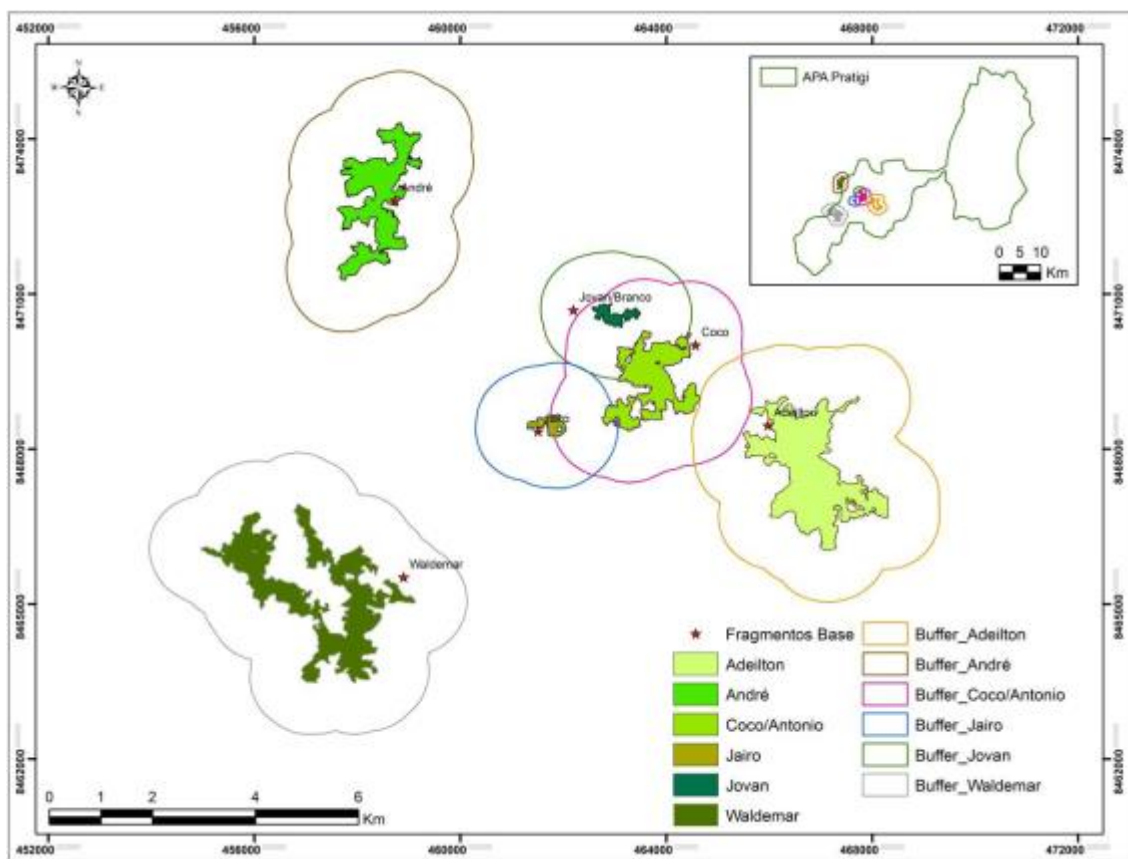 452000 456000 460000 464000 468000 472000
8474000
8474000
8471000
8471000
8468000
8468000
8465000
8465000
8462000
8462000
N
W E
S
APA Pratigi
0 5 10
Km
André
Jovan/Branco
Coco
Adeilton
Waldemar
Fragmentos Base
Adeilton
André
Coco/Antonio
Jairo
Jovan
Waldemar
Buffer_Adeilton
Buffer_André
Buffer_Coco/Antonio
Buffer_Jairo
Buffer_Jovan
Buffer_Waldemar
0 1 2 4 6
Km
452000 456000 460000 464000 468000 472000